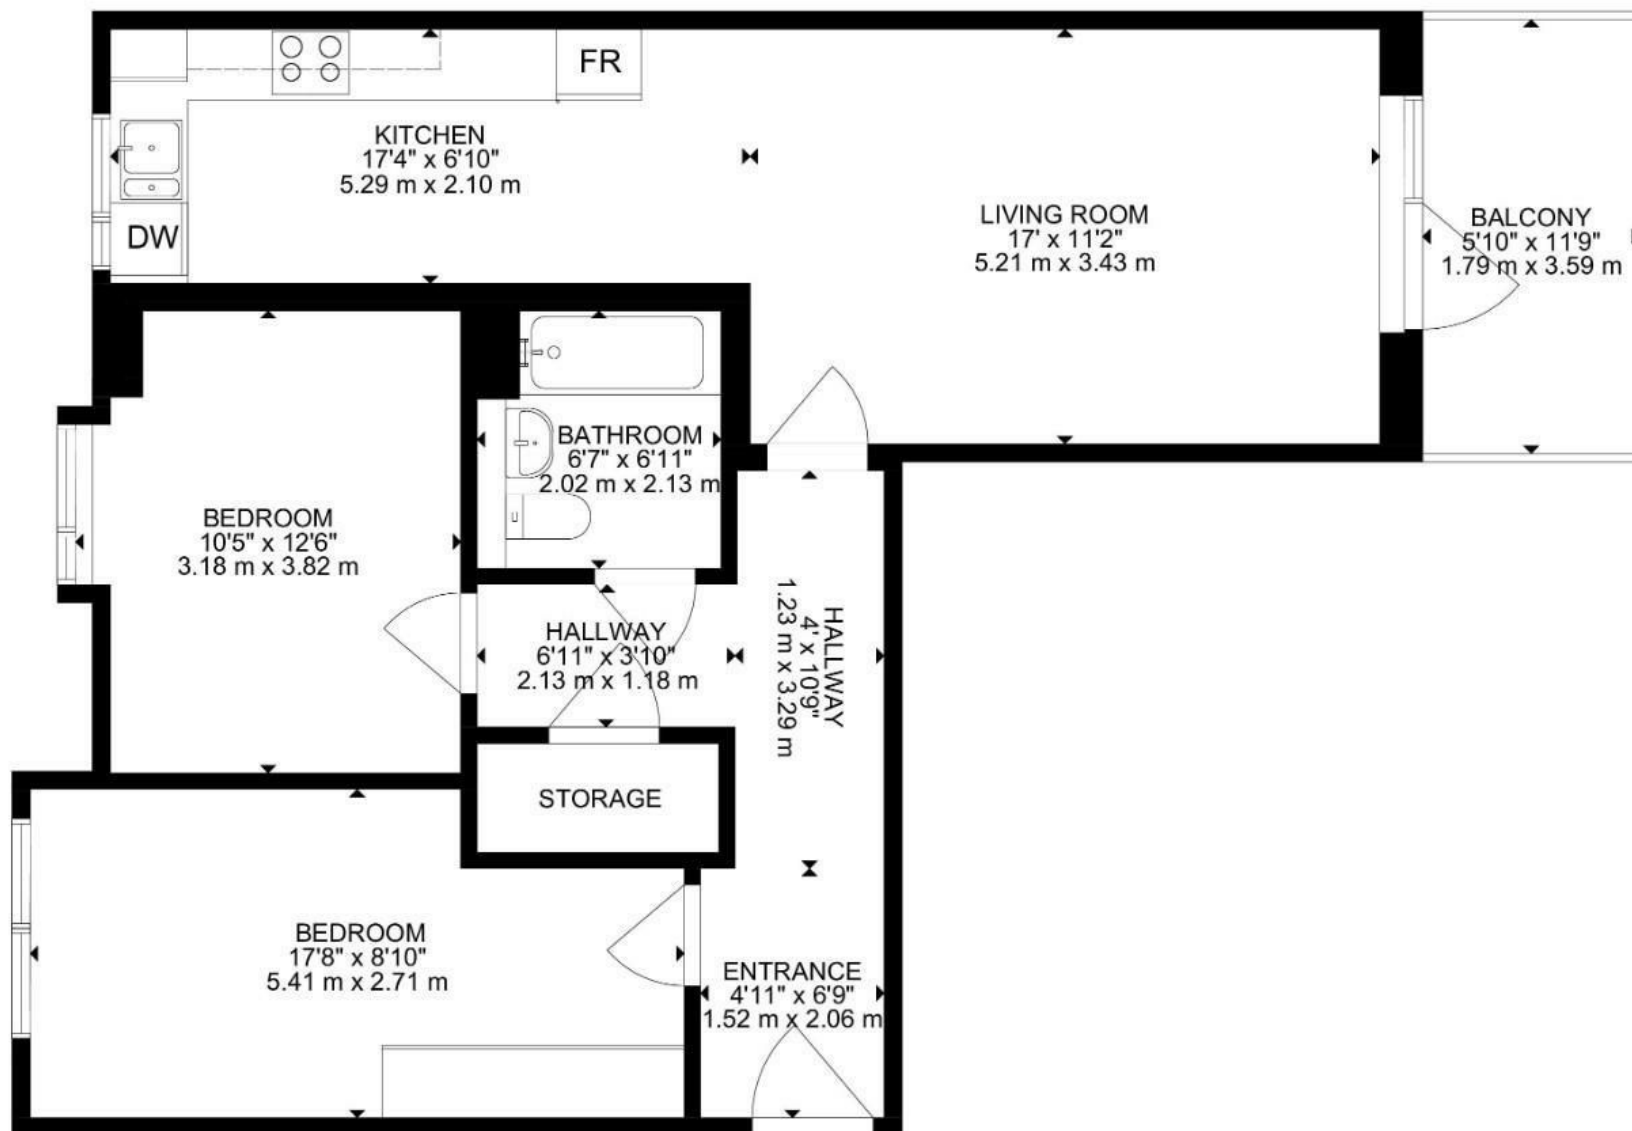 FR
KITCHEN
17'4" x 6'10"
5.29 m x 2.10 m
DW
LIVING ROOM
17' x 11'2"
5.21 m x 3.43 m
BALCONY
5'10" x 11'9"
1.79 m x 3.59 m
BATHROOM
6'7" x 6'11"
2.02 m x 2.13 m
BEDROOM
10'5" x 12'6"
3.18 m x 3.82 m
HALLWAY
6'11" x 3'10"
2.13 m x 1.18 m
HALLWAY
4' x 10'9"
1.23 m x 3.29 m
STORAGE
BEDROOM
17'8" x 8'10"
5.41 m x 2.71 m
ENTRANCE
4'11" x 6'9"
1.52 m x 2.06 m